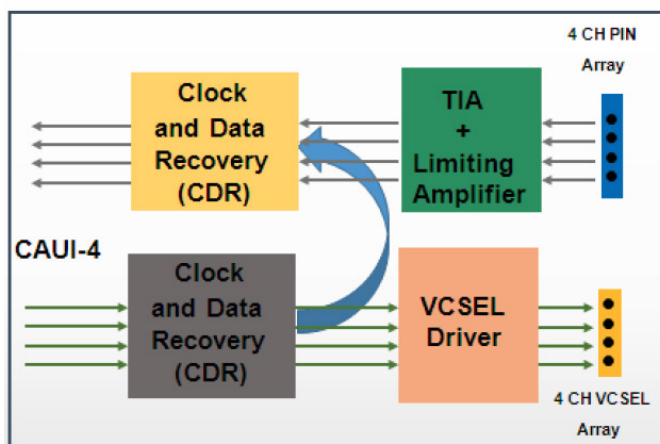 4 CH PIN
Array
Clock
and Data
Recovery
(CDR)
TIA
+
Limiting
Amplifier
CAUI-4
Clock
and Data
Recovery
(CDR)
VCSEL
Driver
4 CH VCSEL
Array